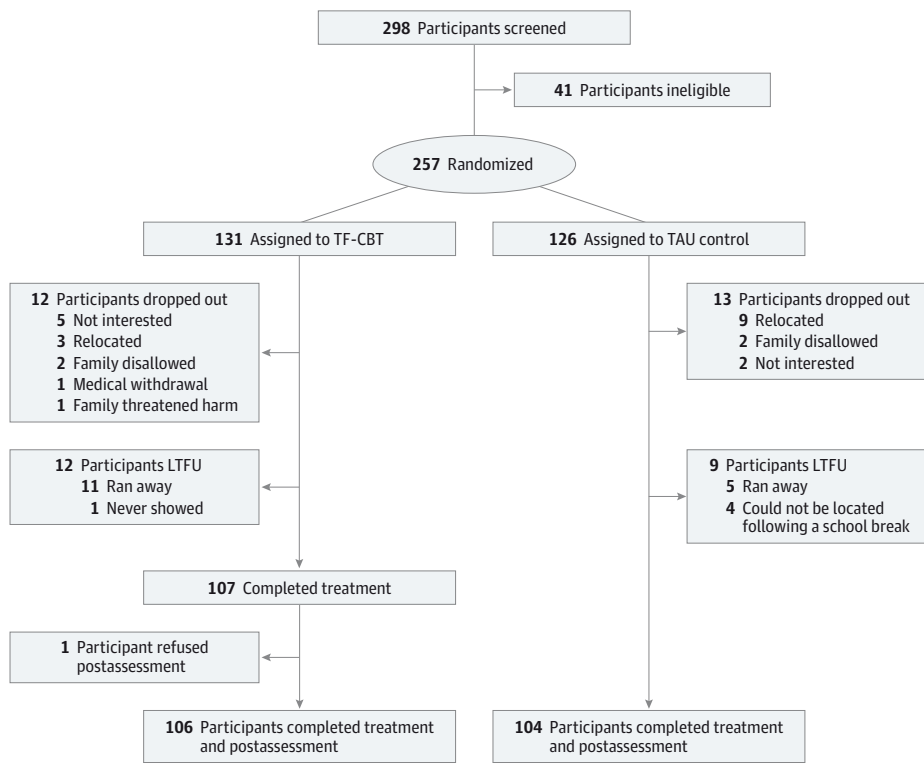 298 Participants screened
41 Participants ineligible
257 Randomized
131 Assigned to TF-CBT
126 Assigned to TAU control
12 Participants dropped out
5 Not interested
3 Relocated
2 Family disallowed
1 Medical withdrawal
1 Family threatened harm
13 Participants dropped out
9 Relocated
2 Family disallowed
2 Not interested
12 Participants LTFU
11 Ran away
1 Never showed
9 Participants LTFU
5 Ran away
4 Could not be located
following a school break
107 Completed treatment
1 Participant refused
postassessment
106 Participants completed treatment
and postassessment
104 Participants completed treatment
and postassessment